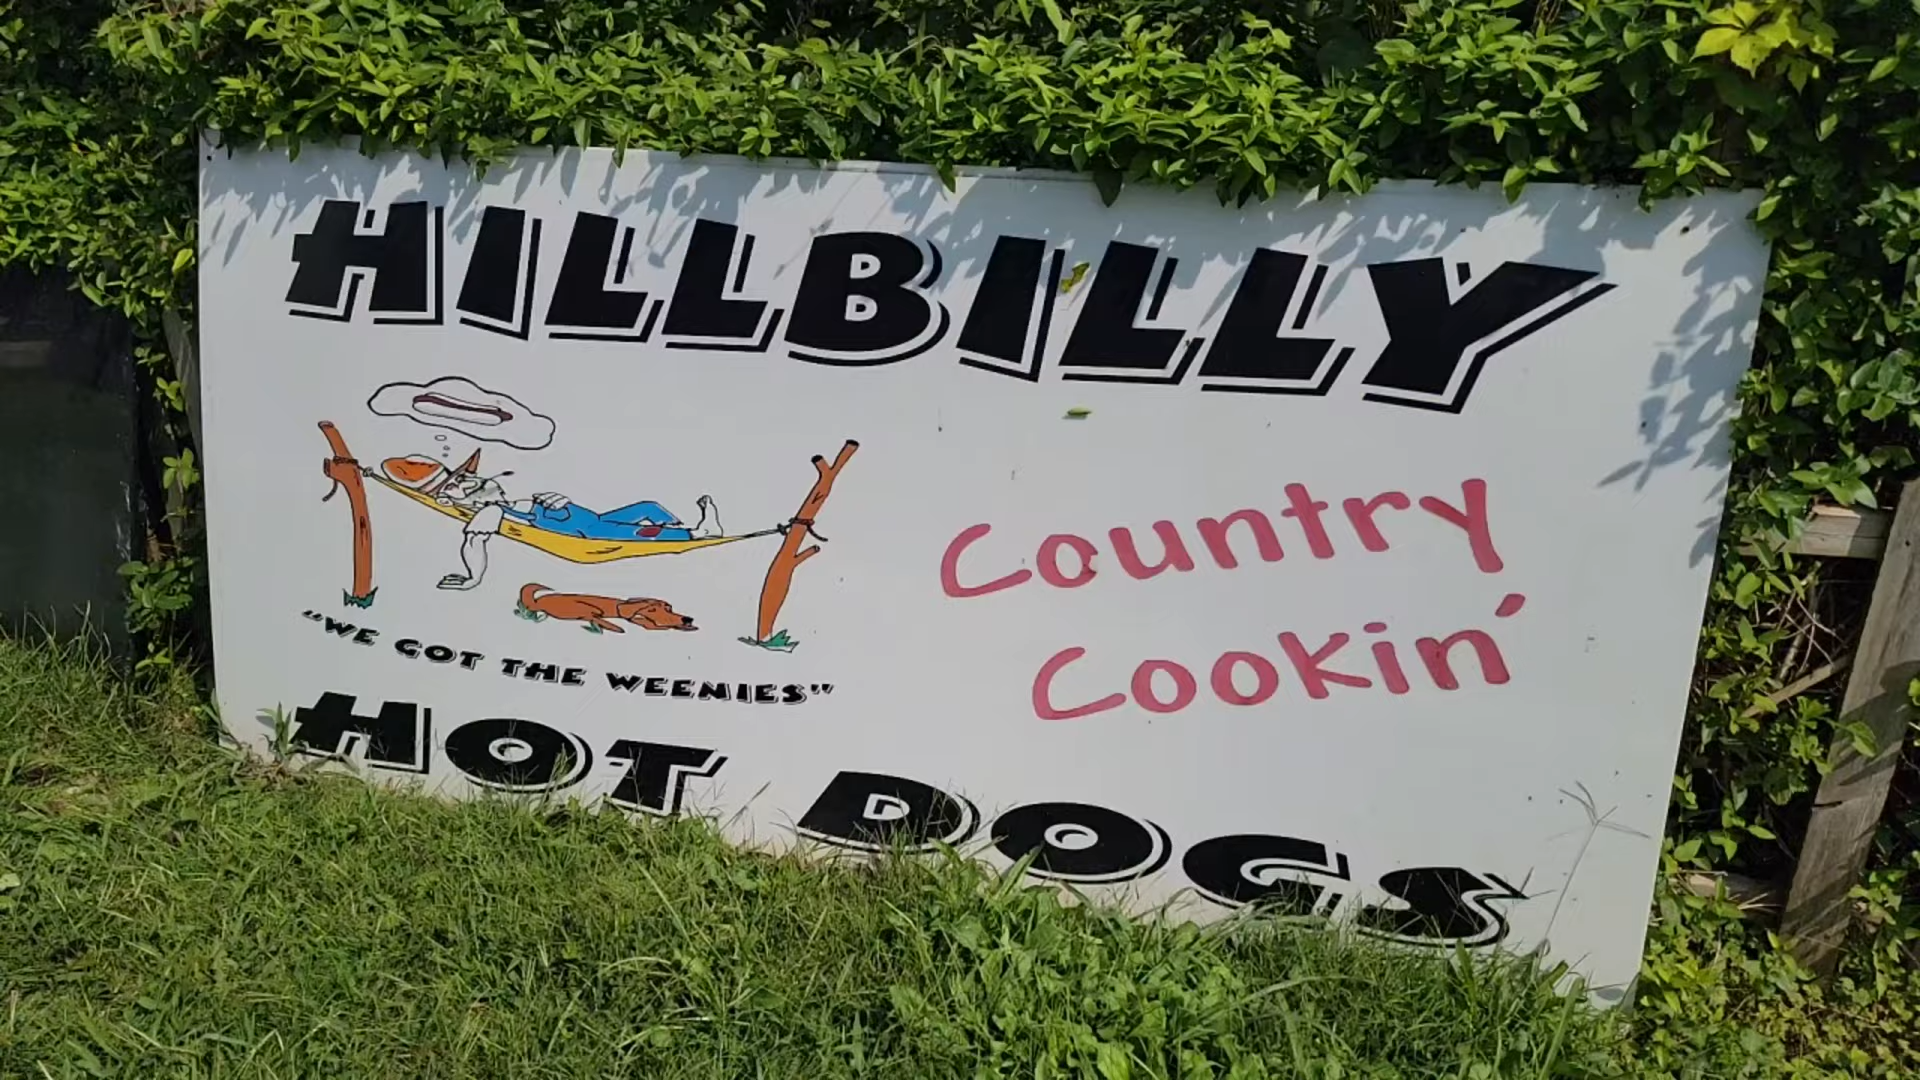 HILLBILLY
Country
Cookin'
"WE GOT THE WEENIES"
HOT DOGS